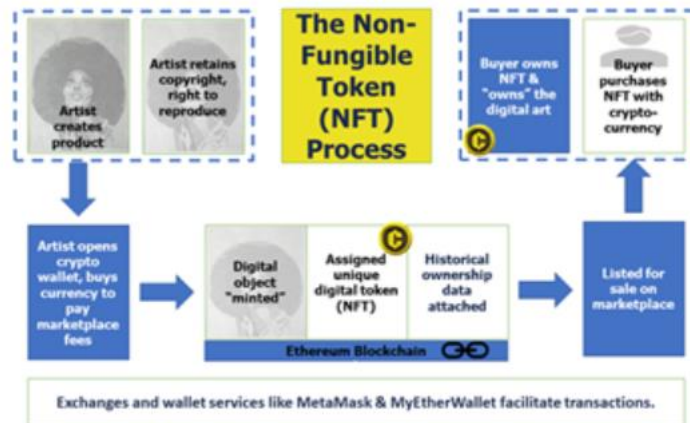 Artist
creates
product
Artist retains
copyright,
right to
reproduce
The Non-
Fungible
Token
(NFT)
Process
Buyer owns
NFT &
"owns" the
digital art
C
Buyer
purchases
NFT with
crypto-
currency
Artist opens
crypto
wallet, buys
currency to
pay
marketplace
fees
Digital
object
"minted"
Assigned
unique
digital token
(NFT)
C
Historical
ownership
data
attached
Ethereum Blockchain
Listed for
sale on
marketplace
Exchanges and wallet services like MetaMask & MyEtherWallet facilitate transactions.